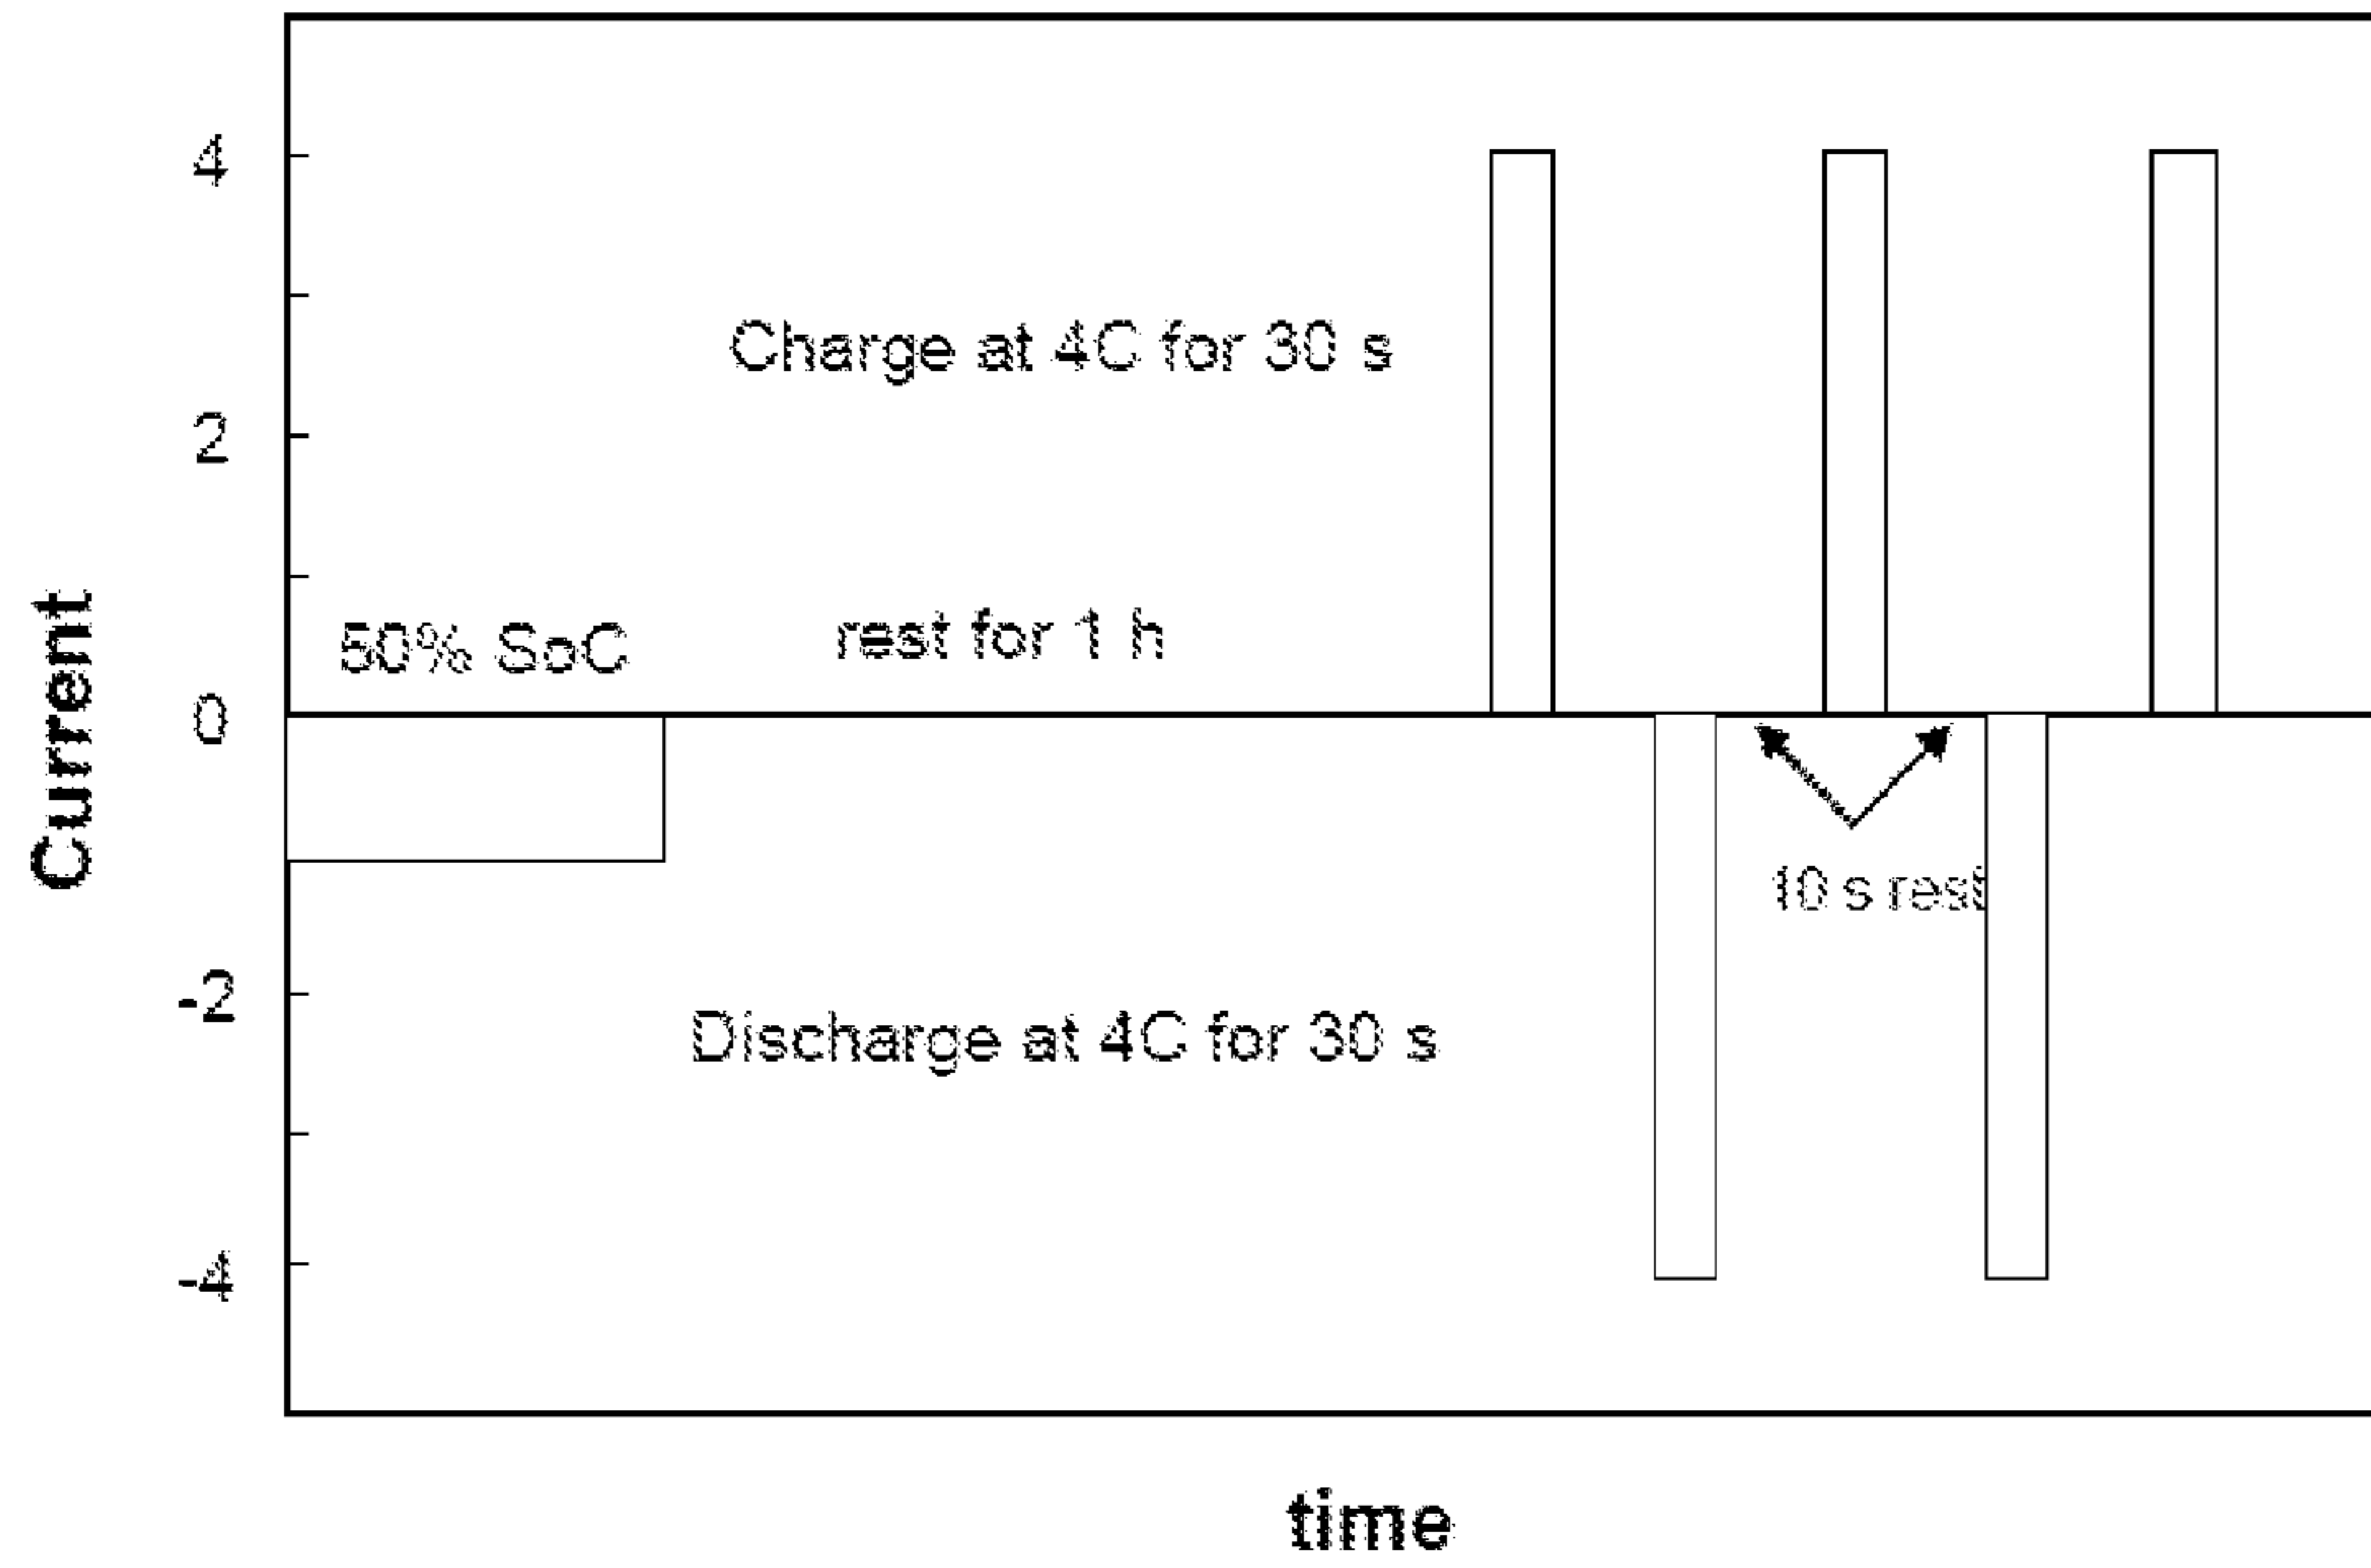 4
Charge at 4C for 30 s
2
50% SoC
rest for 1 h
0
Current
10 s rest
-2
Discharge at 4C for 30 s
-4
time